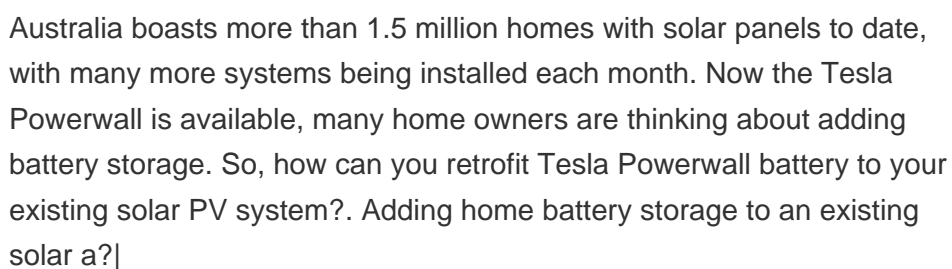 Australia boasts more than 1.5 million homes with solar panels to date,
with many more systems being installed each month. Now the Tesla
Powerwall is available, many home owners are thinking about adding
battery storage. So, how can you retrofit Tesla Powerwall battery to your
existing solar PV system?. Adding home battery storage to an existing
solar a?|